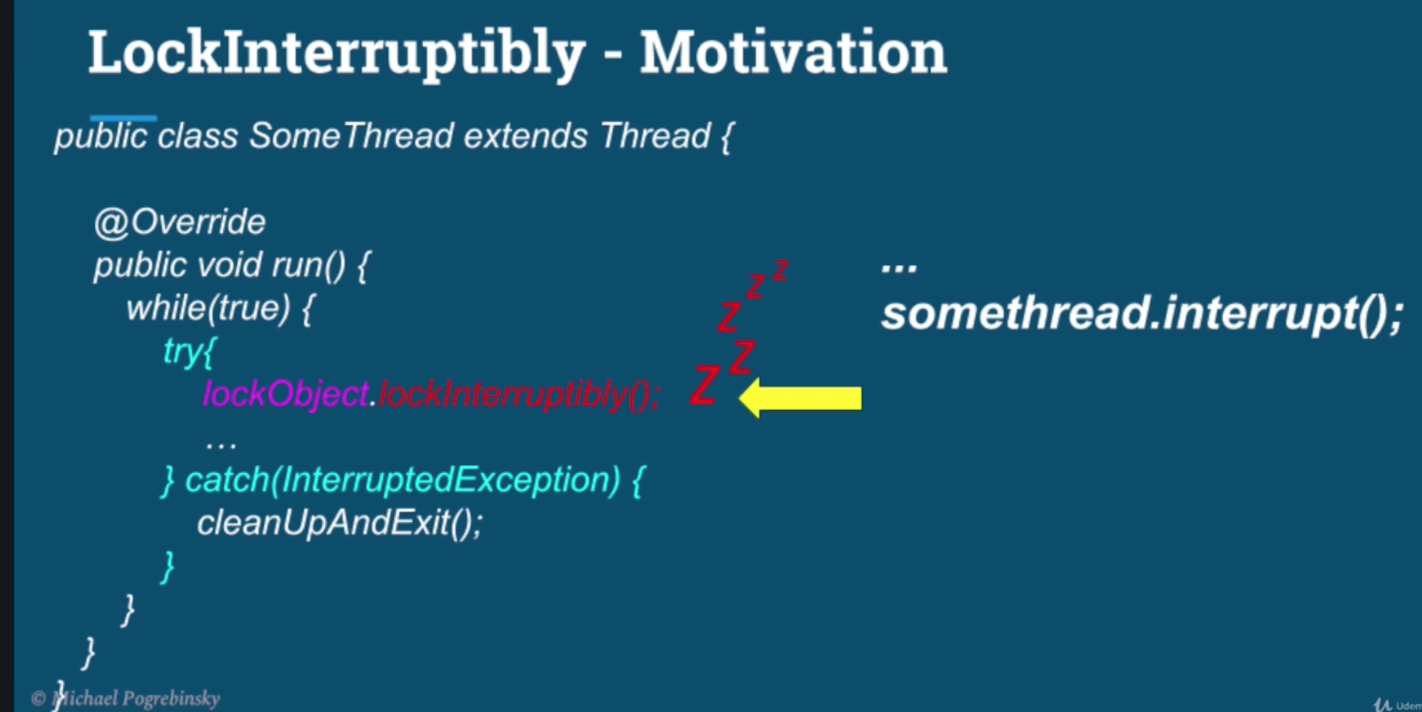 LockInterruptibly - Motivation
public class SomeThread extends Thread {
@Override
public void run() {
while(true) {
try{
lockObject.lockInterruptibly();
...
} catch(InterruptedException) {
cleanUpAndExit();
}
}
}
}
z z z z z
...
somethread.interrupt();
© Michael Pogrebinsky
Udem